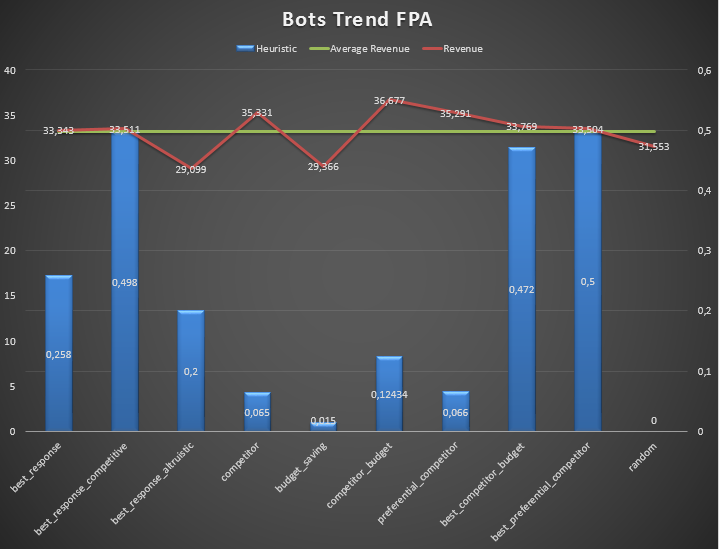 Bots Trend FPA
Heuristic Average Revenue Revenue
40 0,6
36,677
35 35,331 35,291
33,343 33,511 33,769 33,504 0,5
31,553
30 29,099 29,366
0,4
25
0,3
20
0,498 0,472 0,5
15 0,2
0,258 0,2
10
0,12434 0,1
5
0,065 0,015 0,066 0
0 0
best_response best_response_competitive best_response_altruistic competitor budget_saving competitor_budget preferential_competitor best_competitor_budget best_preferential_competitor random